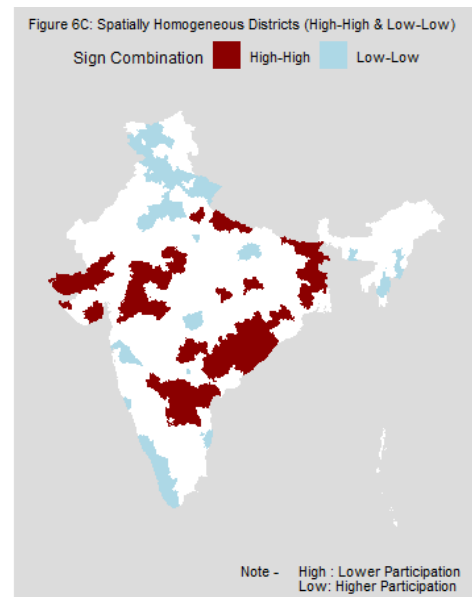 Figure 6C: Spatially Homogeneous Districts (High-High & Low-Low)
Sign Combination High-High Low-Low
Note - High : Lower Participation
Low: Higher Participation